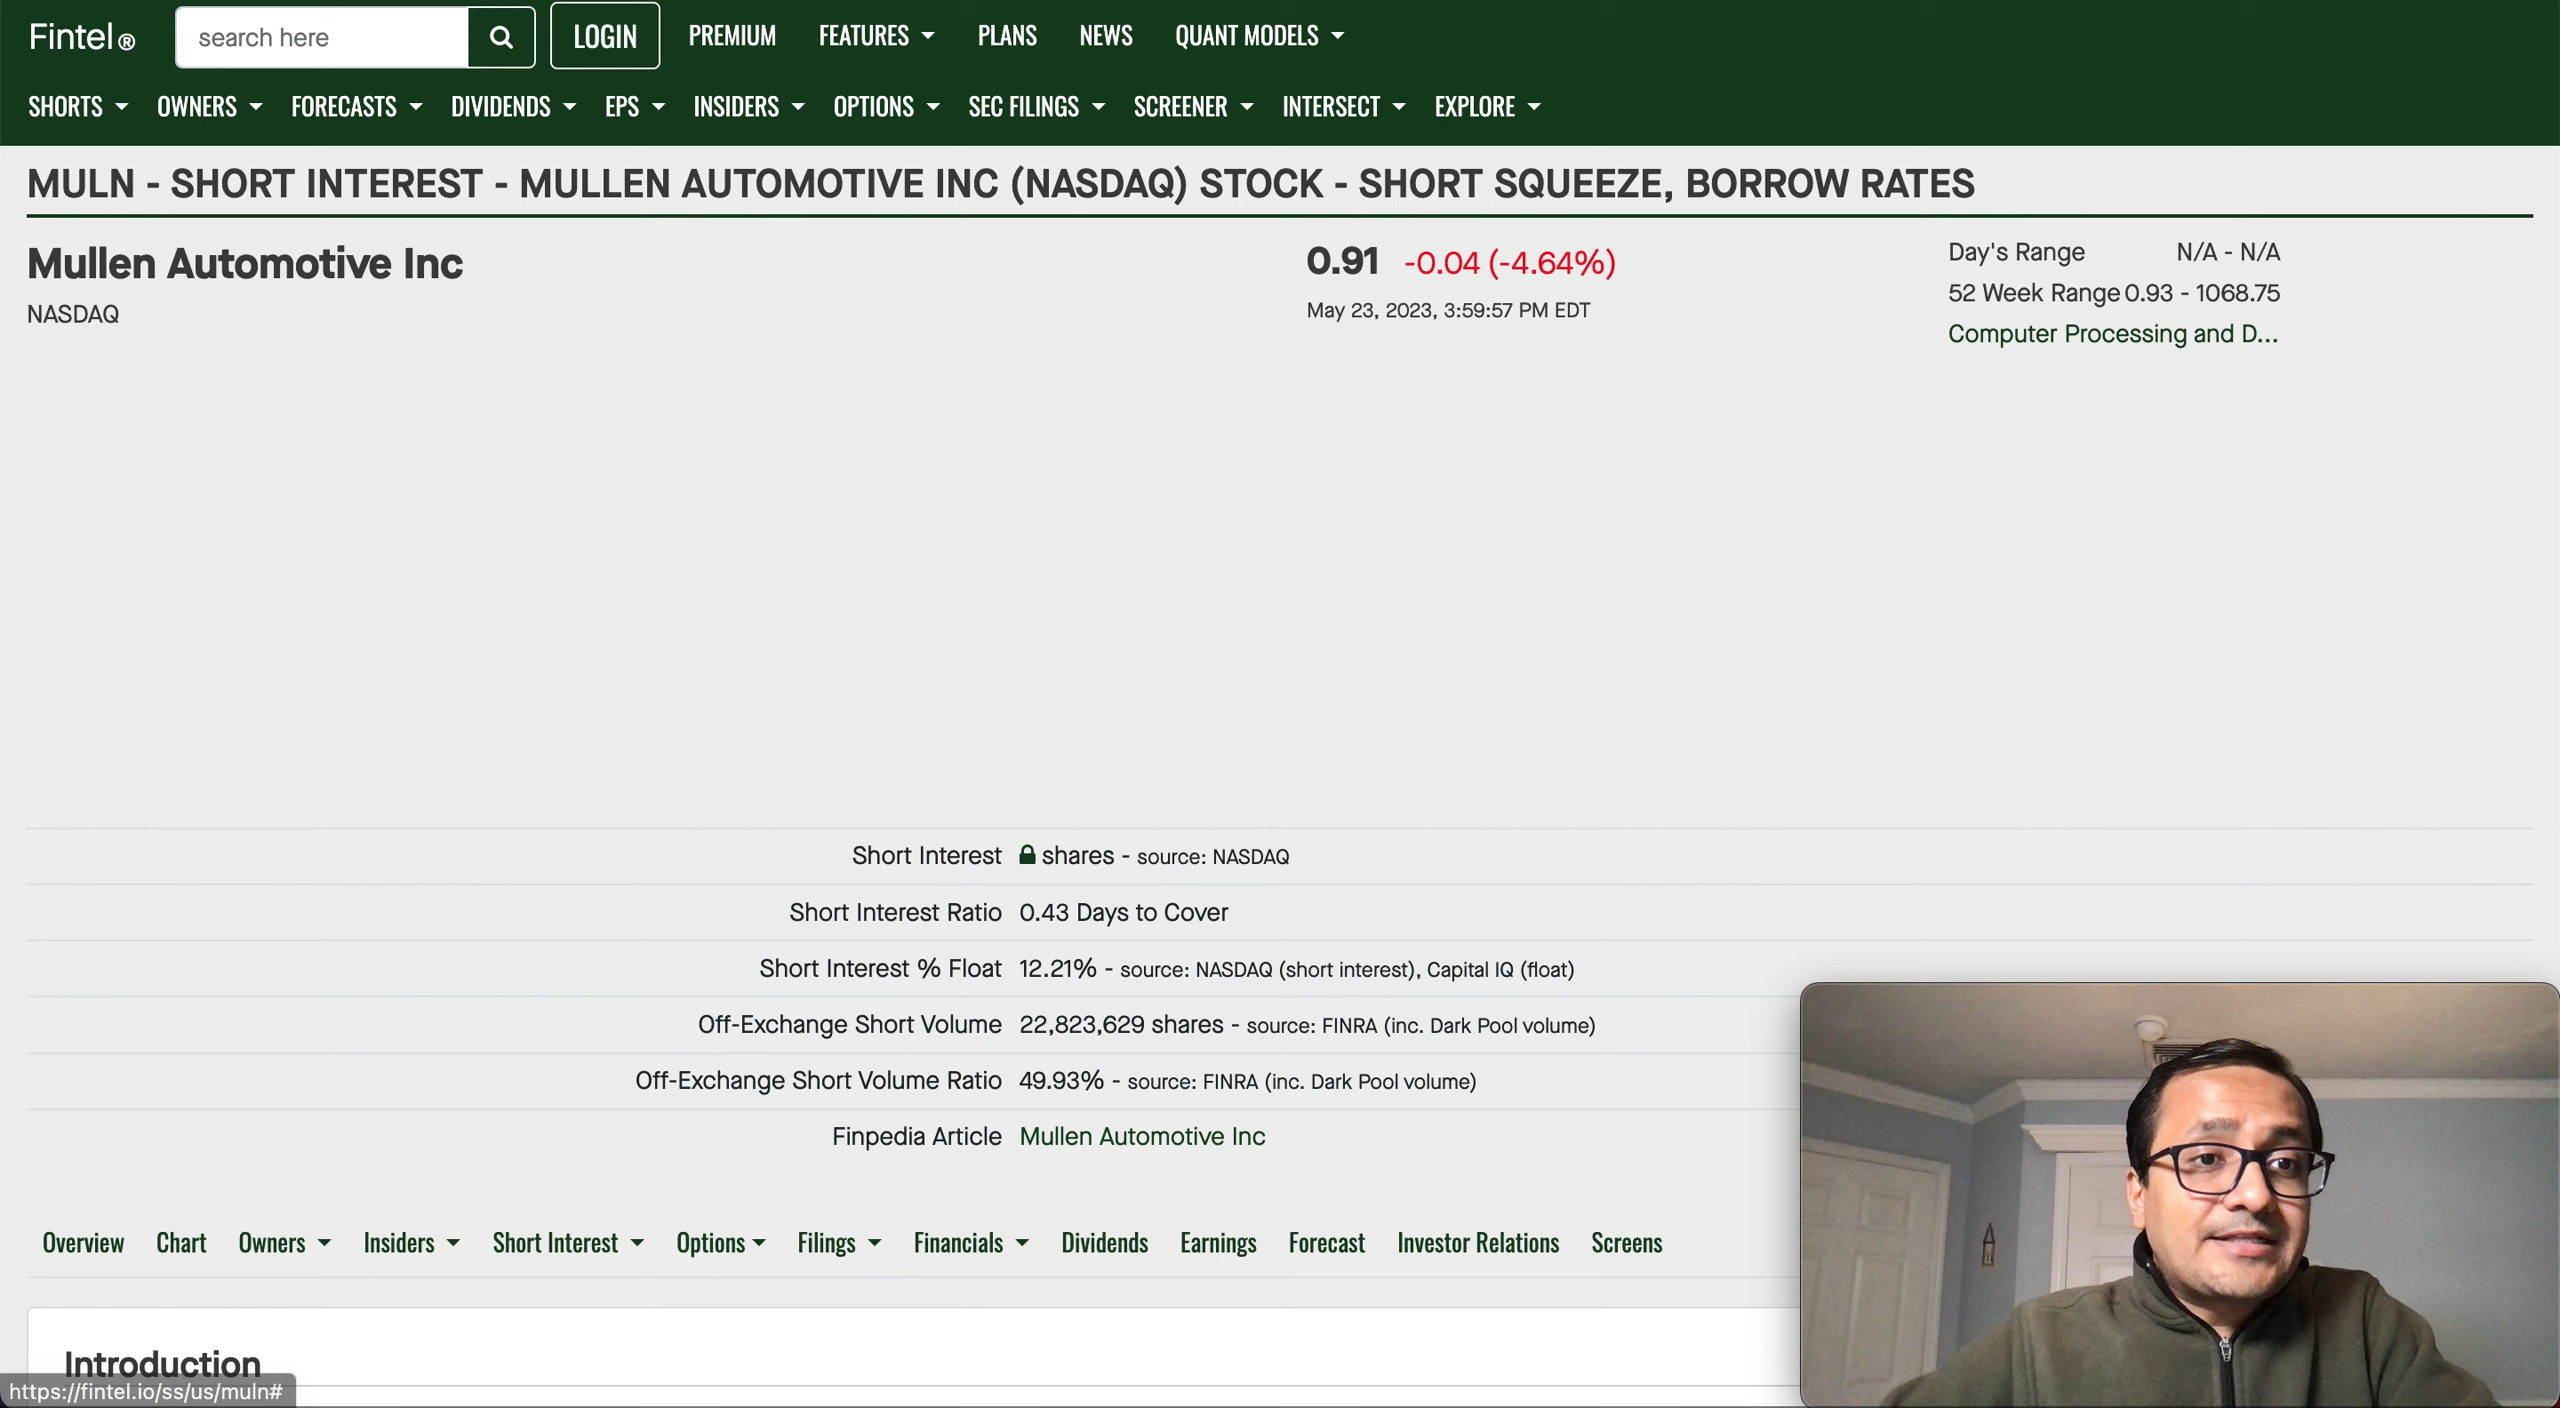 Fintel ®
search here
LOGIN
PREMIUM
FEATURES
PLANS
NEWS
QUANT MODELS
SHORTS
OWNERS
FORECASTS
DIVIDENDS
EPS
INSIDERS
OPTIONS
SEC FILINGS
SCREENER
INTERSECT
EXPLORE
MULN - SHORT INTEREST - MULLEN AUTOMOTIVE INC (NASDAQ) STOCK - SHORT SQUEEZE, BORROW RATES
Mullen Automotive Inc
NASDAQ
0.91 -0.04 (-4.64%)
May 23, 2023, 3:59:57 PM EDT
Day's Range N/A - N/A
52 Week Range 0.93 - 1068.75
Computer Processing and D...
Short Interest shares - source: NASDAQ
Short Interest Ratio 0.43 Days to Cover
Short Interest % Float 12.21% - source: NASDAQ (short interest), Capital IQ (float)
Off-Exchange Short Volume 22,823,629 shares - source: FINRA (inc. Dark Pool volume)
Off-Exchange Short Volume Ratio 49.93% - source: FINRA (inc. Dark Pool volume)
Finpedia Article Mullen Automotive Inc
Overview
Chart
Owners
Insiders
Short Interest
Options
Filings
Financials
Dividends
Earnings
Forecast
Investor Relations
Screens
Introduction
https://fintel.io/ss/us/muln#